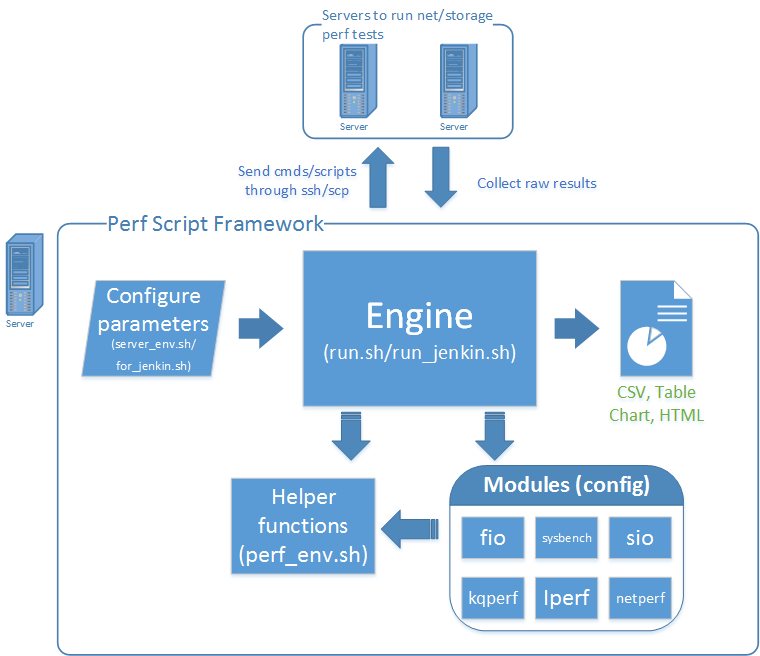 Servers to run net/storage
perf tests
Server
Server
Send cmds/scripts
through ssh/scp
Collect raw results
Perf Script Framework
Server
Configure
parameters
(server_env.sh/
for_jenkin.sh)
Engine
(run.sh/run_jenkin.sh)
CSV, Table
Chart, HTML
Helper
functions
(perf_env.sh)
Modules (config)
fio
sysbench
sio
kqperf
Iperf
netperf